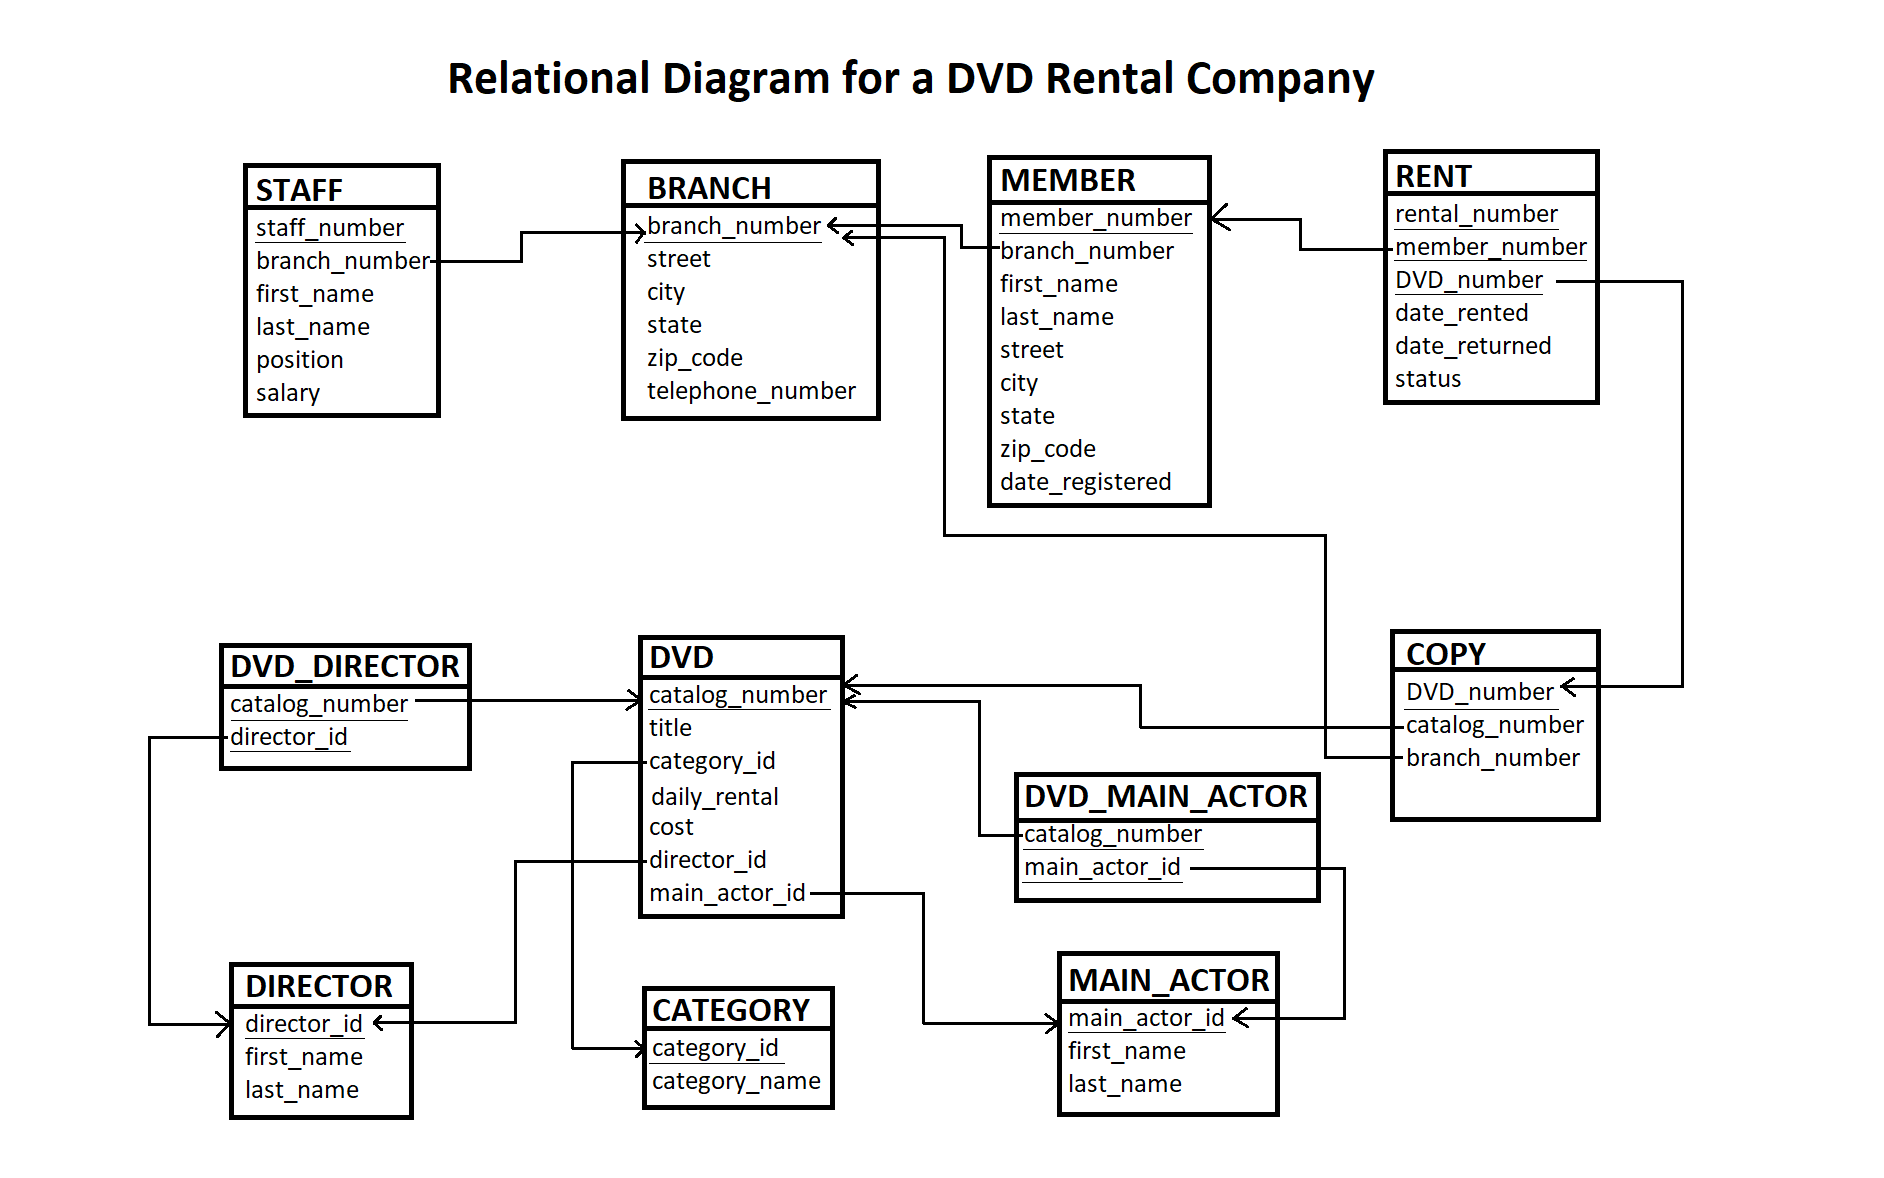 Relational Diagram for a DVD Rental Company
STAFF
staff_number
branch_number
first_name
last_name
position
salary
BRANCH
branch_number
street
city
state
zip_code
telephone_number
MEMBER
member_number
branch_number
first_name
last_name
street
city
state
zip_code
date_registered
RENT
rental_number
member_number
DVD_number
date_rented
date_returned
status
DVD_DIRECTOR
catalog_number
director_id
DVD
catalog_number
title
category_id
daily_rental
cost
director_id
main_actor_id
DVD_MAIN_ACTOR
catalog_number
main_actor_id
COPY
DVD_number
catalog_number
branch_number
DIRECTOR
director_id
first_name
last_name
CATEGORY
category_id
category_name
MAIN_ACTOR
main_actor_id
first_name
last_name